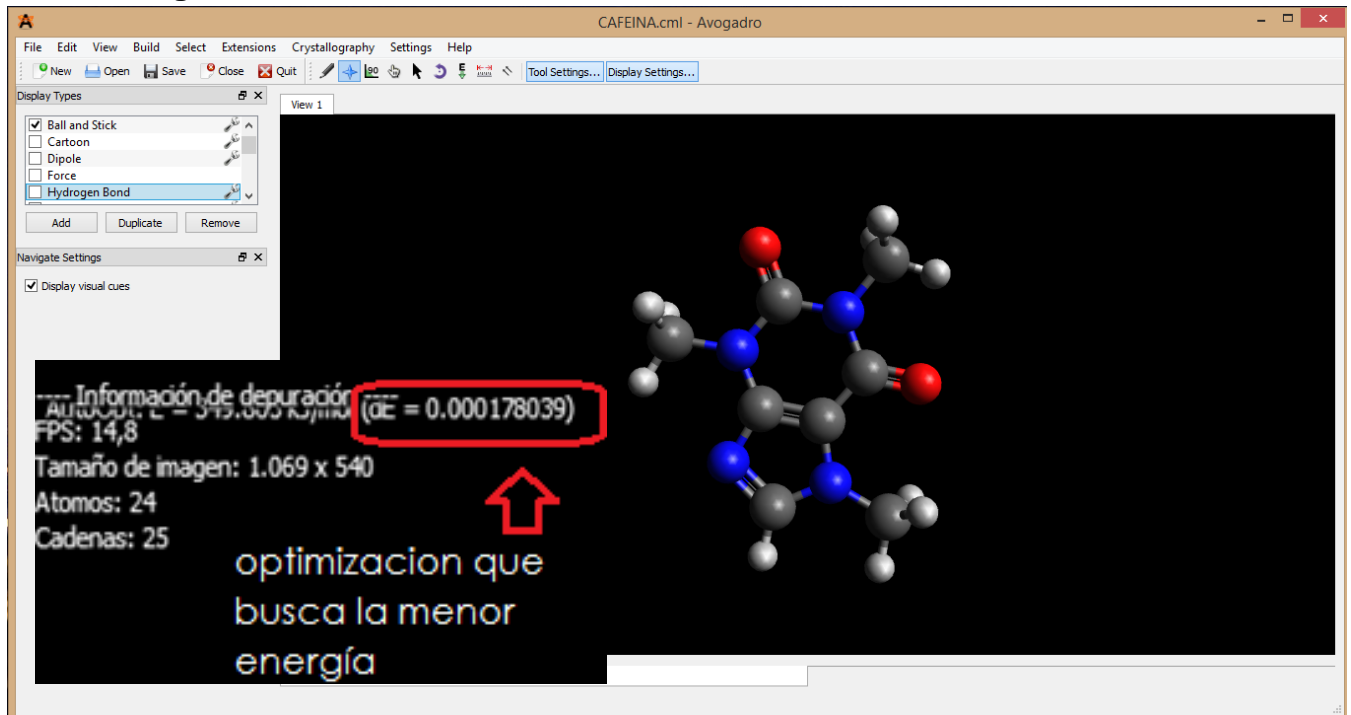 CAFEINA.cml - Avogadro
File Edit View Build Select Extensions Crystallography Settings Help
New Open Save Close Quit Tool Settings... Display Settings...
Display Types
View 1
Ball and Stick
Cartoon
Dipole
Force
Hydrogen Bond
Add Duplicate Remove
Navigate Settings
Display visual cues
---- Información de depuración ----
(dE = 0.000178039)
FPS: 14,8
Tamaño de imagen: 1.069 x 540
Atomos: 24
Cadenas: 25
optimizacion que
busca la menor
energía